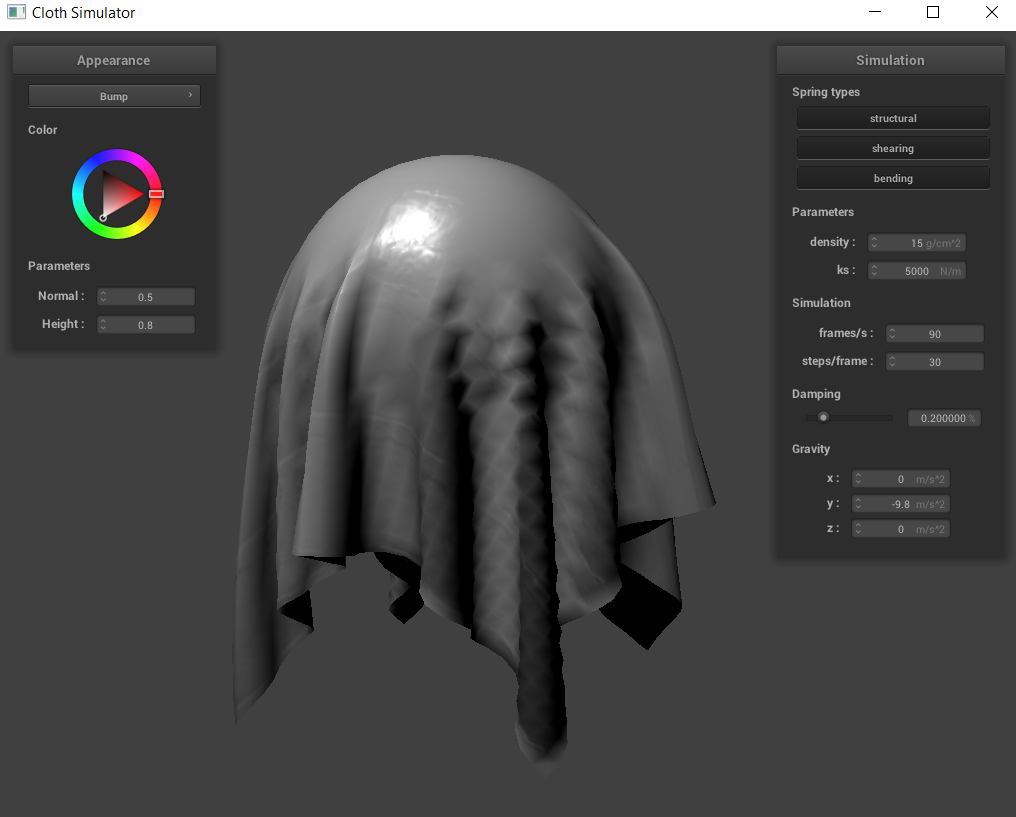 Cloth Simulator
Appearance
Bump
Color
Parameters
Normal : 0.5
Height : 0.8
Simulation
Spring types
structural
shearing
bending
Parameters
density : 15 g/cm^2
ks : 5000 N/m
Simulation
frames/s : 90
steps/frame : 30
Damping
0.200000 %
Gravity
x : 0 m/s^2
y : -9.8 m/s^2
z : 0 m/s^2